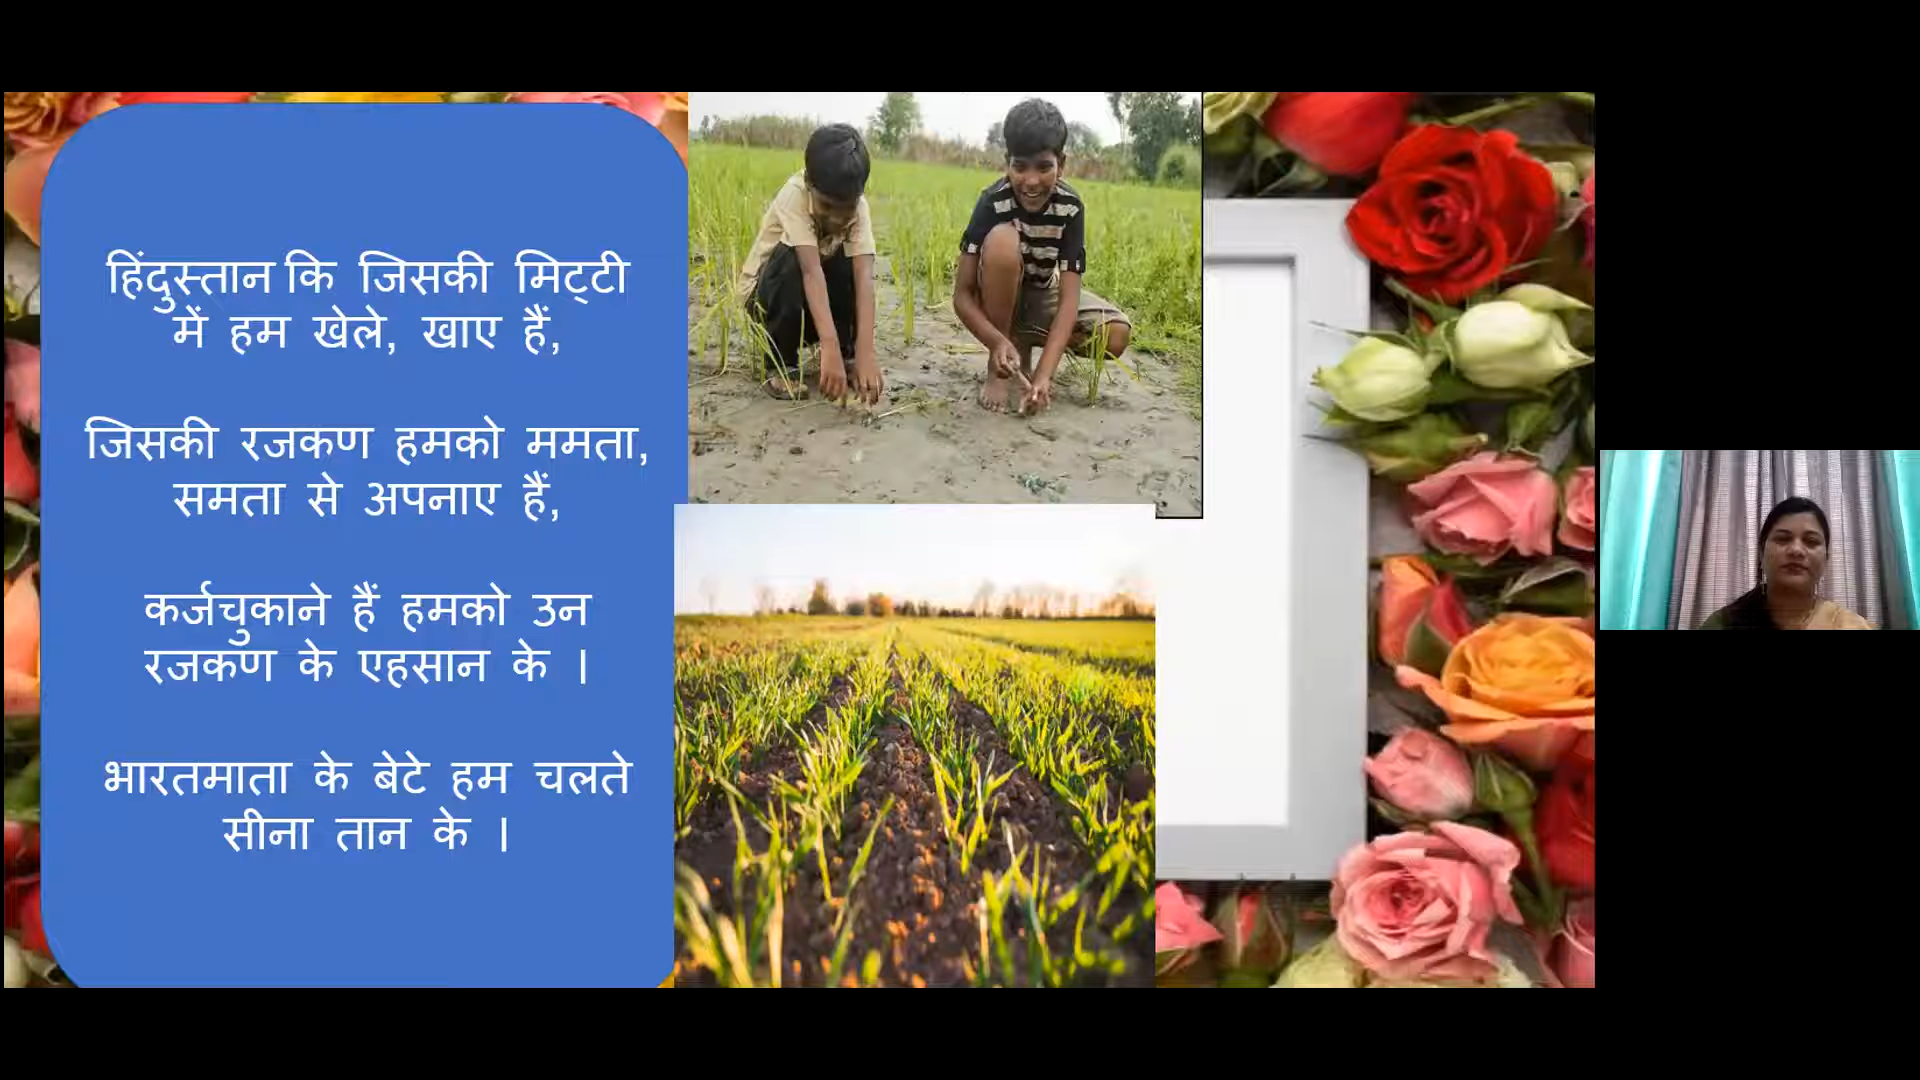 हिंदुस्तान कि जिसकी मिट्टी
में हम खेले, खाए हैं,
जिसकी रजकण हमको ममता,
समता से अपनाए हैं,
कर्जचुकाने हैं हमको उन
रजकण के एहसान के ।
भारतमाता के बेटे हम चलते
सीना तान के ।